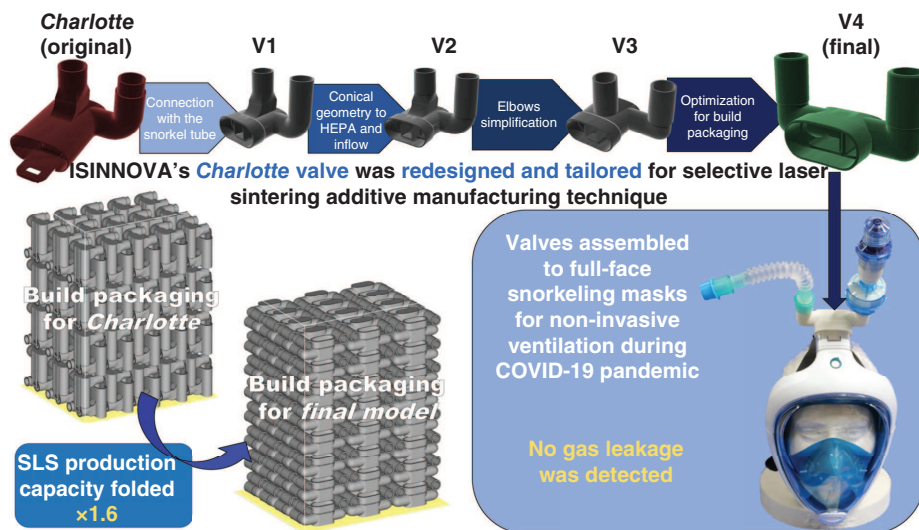 Charlotte
(original)
V1
V2
V3
V4
(final)
Connection
with the
snorkel tube
Conical
geometry to
HEPA and
inflow
Elbows
simplification
Optimization
for build
packaging
ISINNOVA's Charlotte valve was redesigned and tailored for selective laser
sintering additive manufacturing technique
Build packaging
for Charlotte
Build packaging
for final model
SLS production
capacity folded
×1.6
Valves assembled
to full-face
snorkeling masks
for non-invasive
ventilation during
COVID-19 pandemic
No gas leakage
was detected